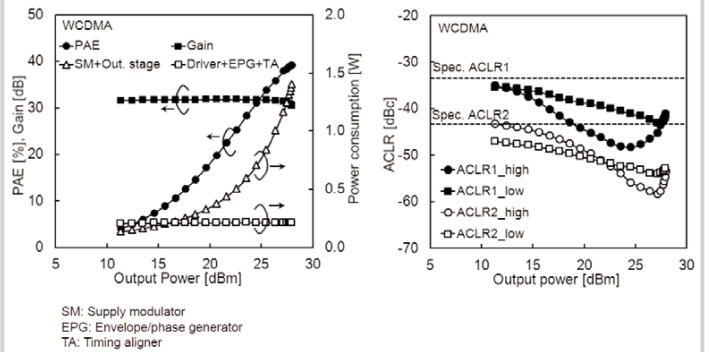 WCDMA
PAE
Gain
SM+Out. stage
Driver+EPG+TA
PAE [%], Gain [dB]
50
40
30
20
10
0
Power consumption [W]
2.0
1.5
1.0
0.5
0.0
5 10 15 20 25 30
Output Power [dBm]
WCDMA
Spec. ACLR1
Spec. ACLR2
ACLR1_high
ACLR1_low
ACLR2_high
ACLR2_low
ACLR [dBc]
-20
-30
-40
-50
-60
-70
5 10 15 20 25 30
Output power [dBm]
SM: Supply modulator
EPG: Envelope/phase generator
TA: Timing aligner